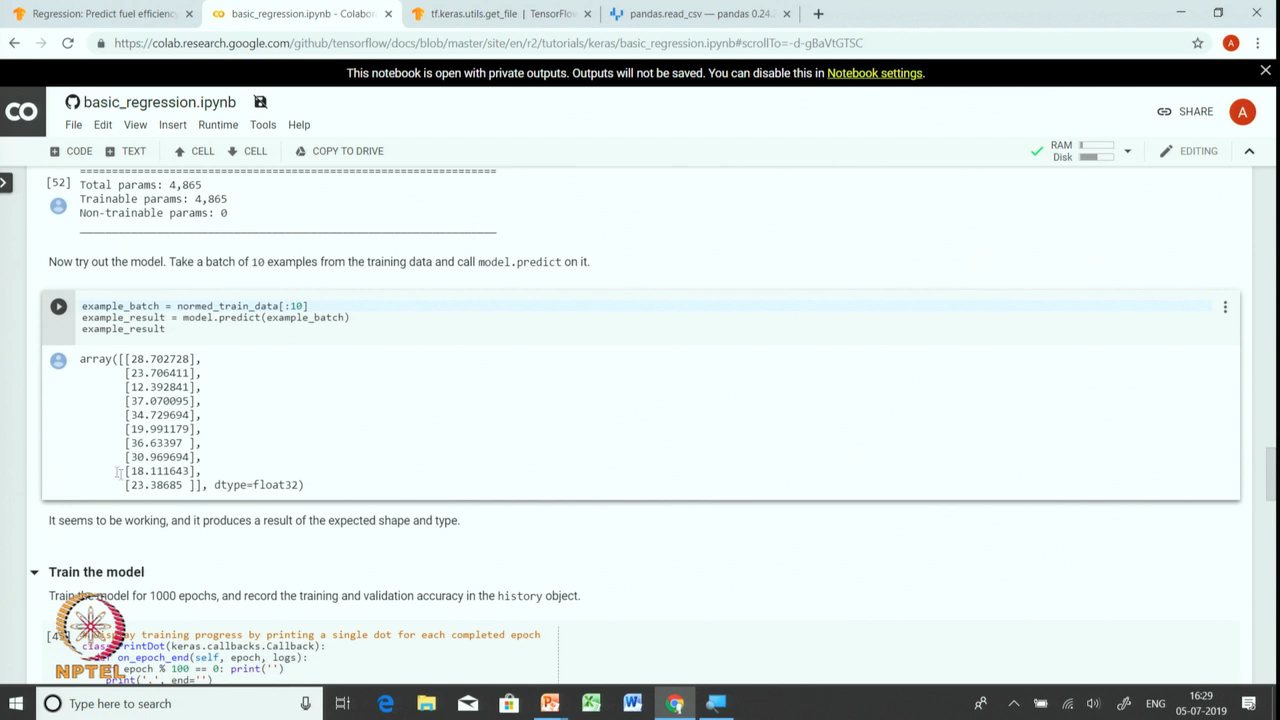 Regression: Predict fuel efficiency
basic_regression.ipynb - Colabor
tf.keras.utils.get_file | TensorFlow
pandas.read_csv — pandas 0.24.
https://colab.research.google.com/github/tensorflow/docs/blob/master/site/en/r2/tutorials/keras/basic_regression.ipynb#scrollTo=-d-gBaVtGTSC
A
This notebook is open with private outputs. Outputs will not be saved. You can disable this in Notebook settings.
CO
basic_regression.ipynb
SHARE
A
File Edit View Insert Runtime Tools Help
CODE TEXT CELL CELL COPY TO DRIVE
RAM
Disk
EDITING
[52]
Total params: 4,865
Trainable params: 4,865
Non-trainable params: 0
Now try out the model. Take a batch of 10 examples from the training data and call model.predict on it.
example_batch = normed_train_data[:10]
example_result = model.predict(example_batch)
example_result
array([[28.702728],
[23.706411],
[12.392841],
[37.070095],
[34.729694],
[19.991179],
[36.63397 ],
[30.969694],
[18.111643],
[23.38685 ]], dtype=float32)
It seems to be working, and it produces a result of the expected shape and type.
Train the model
Train the model for 1000 epochs, and record the training and validation accuracy in the history object.
training progress by printing a single dot for each completed epoch
PrintDot(keras.callbacks.Callback):
on_epoch_end(self, epoch, logs):
epoch % 100 == 0: print('')
print('.', end='')
NPTEL
Type here to search
ENG
16:29
05-07-2019